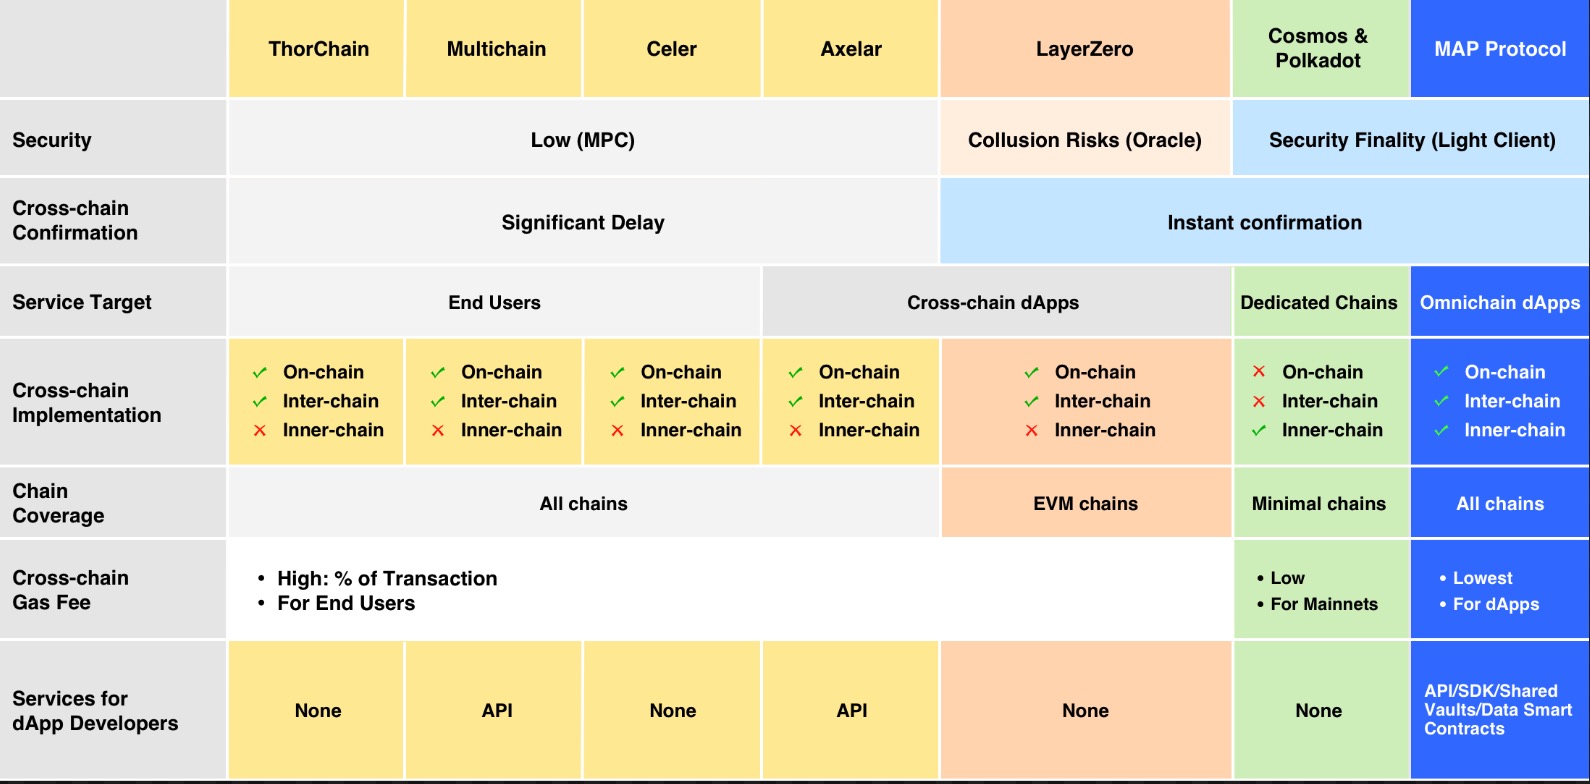 ThorChain
Multichain
Celer
Axelar
LayerZero
Cosmos &
Polkadot
MAP Protocol
Security
Low (MPC)
Collusion Risks (Oracle)
Security Finality (Light Client)
Cross-chain
Confirmation
Significant Delay
Instant confirmation
Service Target
End Users
Cross-chain dApps
Dedicated Chains
Omnichain dApps
Cross-chain
Implementation
✓ On-chain
✓ Inter-chain
✕ Inner-chain
✓ On-chain
✓ Inter-chain
✕ Inner-chain
✓ On-chain
✓ Inter-chain
✕ Inner-chain
✓ On-chain
✓ Inter-chain
✕ Inner-chain
✓ On-chain
✓ Inter-chain
✕ Inner-chain
✕ On-chain
✕ Inter-chain
✓ Inner-chain
✓ On-chain
✓ Inter-chain
✓ Inner-chain
Chain
Coverage
All chains
EVM chains
Minimal chains
All chains
Cross-chain
Gas Fee
• High: % of Transaction
• For End Users
• Low
• For Mainnets
• Lowest
• For dApps
Services for
dApp Developers
None
API
None
API
None
None
API/SDK/Shared
Vaults/Data Smart
Contracts